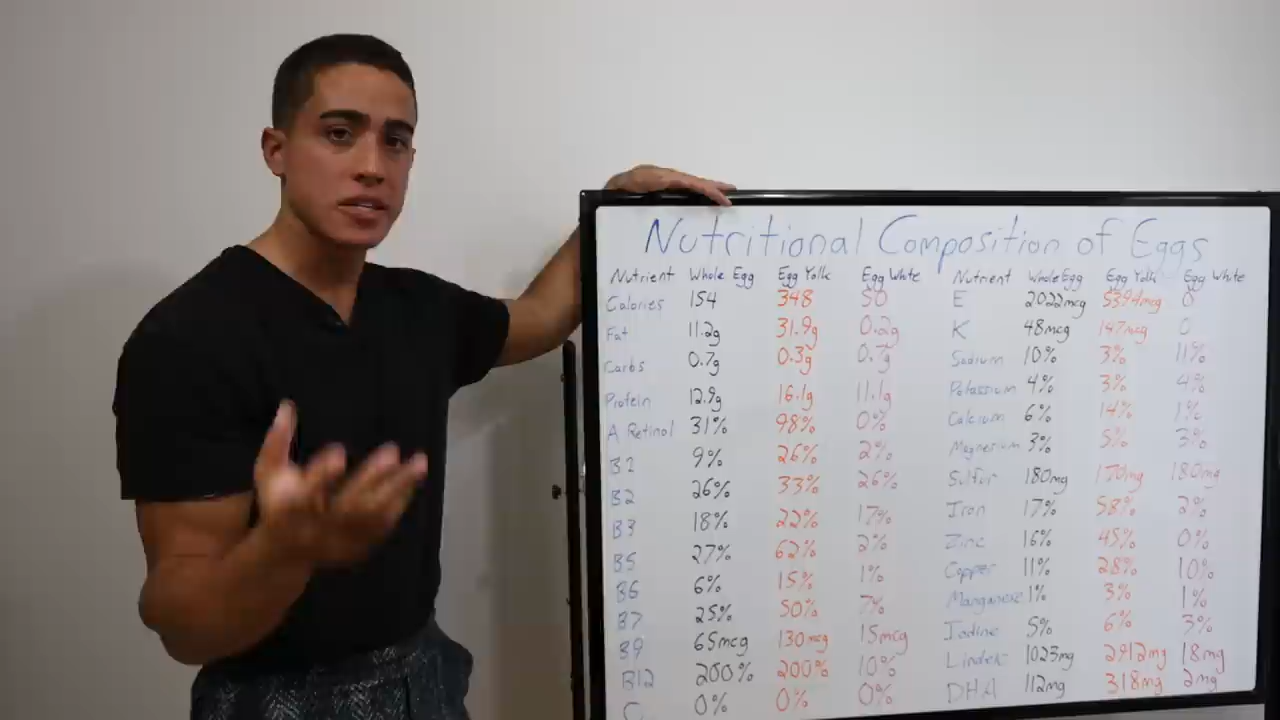 Nutritional Composition of Eggs
Nutrient Whole Egg Egg Yolk Egg White Nutrient Whole Egg Egg Yolk Egg White
Calories 154 348 50 E 2022mcg 5394mcg 0
Fat 11.2g 31.9g 0.2g K 48mcg 147mcg 0
Carbs 0.7g 0.3g 0.7g Sodium 10% 3% 11%
Protein 12.9g 16.1g 11.1g Potassium 4% 3% 4%
A Retinol 31% 98% 0% Calcium 6% 14% 1%
9% 26% 2% Magnesium 3% 5% 3%
B2 26% 33% 26% Sulfur 180mg 170mg 180mg
B3 18% 22% 17% Iron 17% 58% 2%
B5 27% 62% 2% Zinc 16% 45% 0%
B6 6% 15% 1% Copper 11% 28% 10%
B7 25% 50% 7% Manganese 1% 3% 1%
B9 65mcg 130mcg 15mcg Iodine 5% 6% 3%
B12 200% 200% 10% 1023mg 2912mg 18mg
C 0% 0% 0% DHA 112mg 318mg 2mg